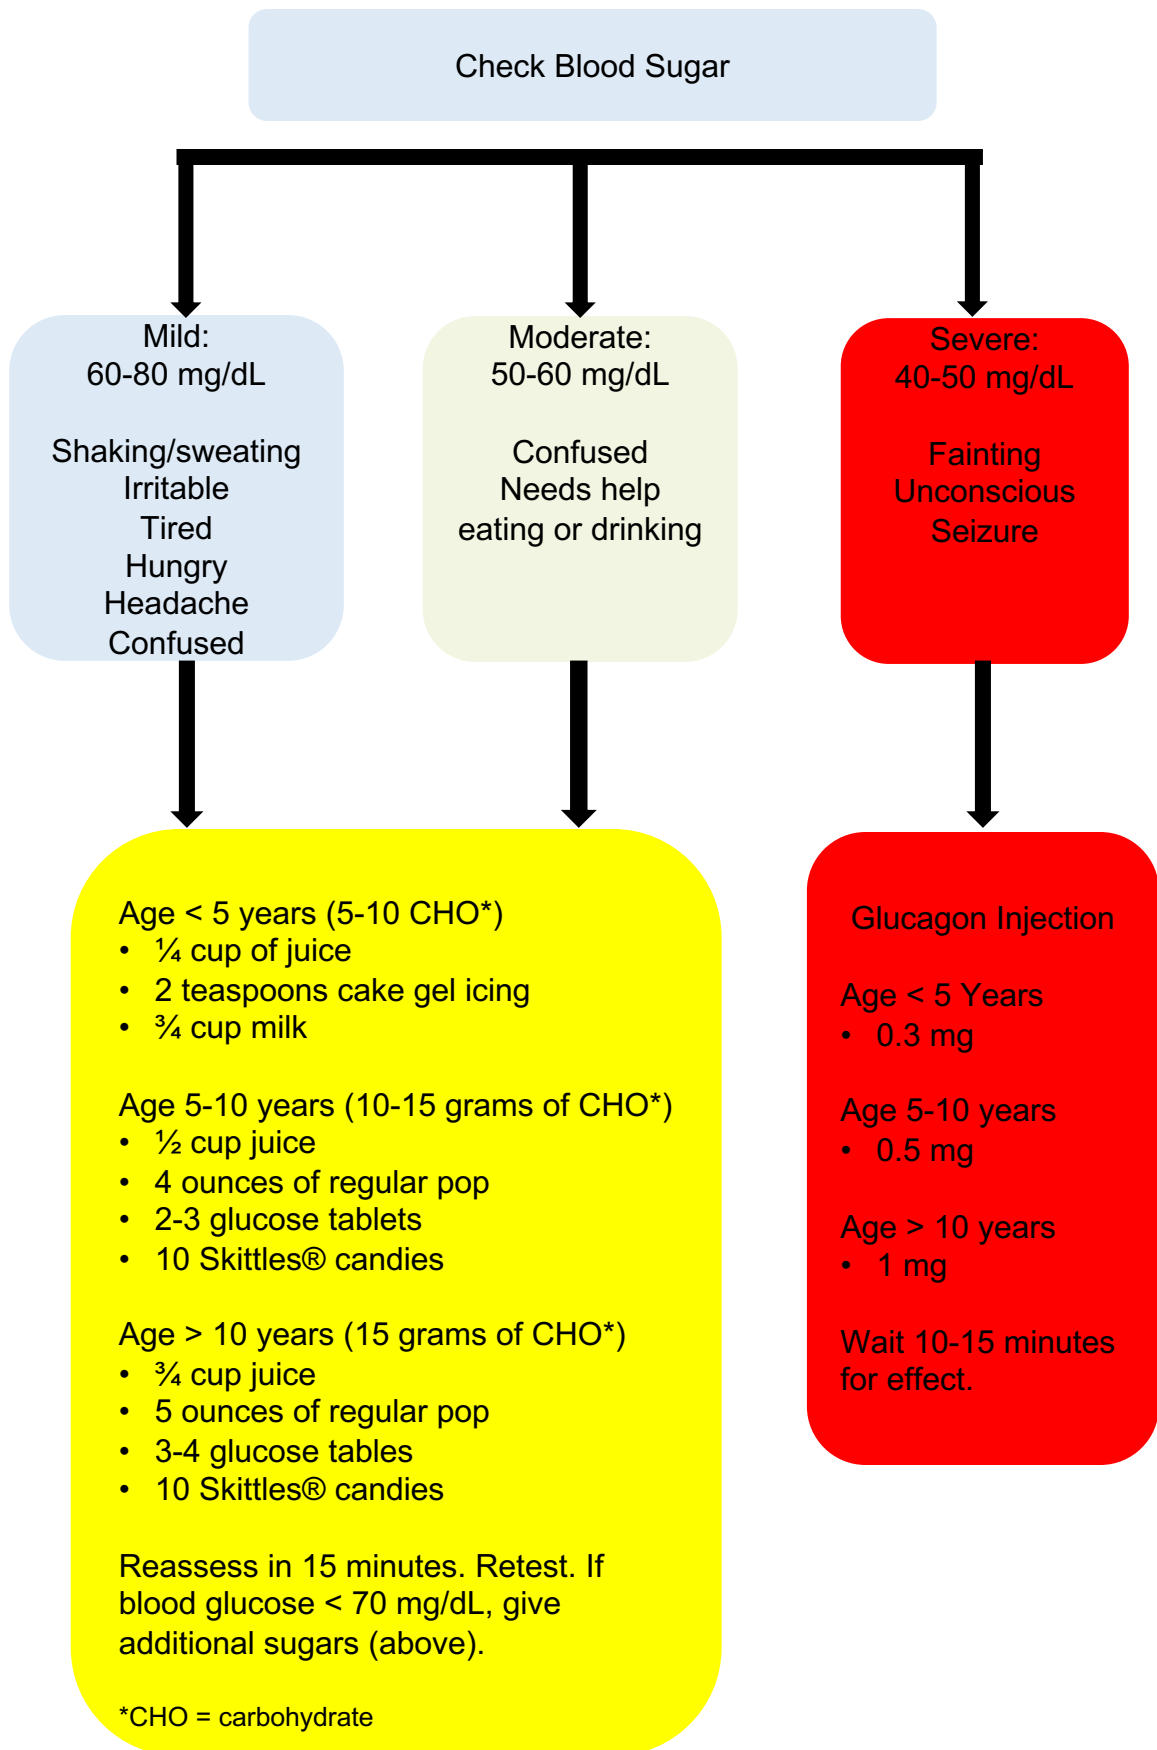 Check Blood Sugar
Mild:
60-80 mg/dL
Shaking/sweating
Irritable
Tired
Hungry
Headache
Confused
Moderate:
50-60 mg/dL
Confused
Needs help
eating or drinking
Severe:
40-50 mg/dL
Fainting
Unconscious
Seizure
Age < 5 years (5-10 CHO*)
• ¼ cup of juice
• 2 teaspoons cake gel icing
• ¾ cup milk
Age 5-10 years (10-15 grams of CHO*)
• ½ cup juice
• 4 ounces of regular pop
• 2-3 glucose tablets
• 10 Skittles® candies
Age > 10 years (15 grams of CHO*)
• ¾ cup juice
• 5 ounces of regular pop
• 3-4 glucose tables
• 10 Skittles® candies
Reassess in 15 minutes. Retest. If
blood glucose < 70 mg/dL, give
additional sugars (above).
*CHO = carbohydrate
Glucagon Injection
Age < 5 Years
• 0.3 mg
Age 5-10 years
• 0.5 mg
Age > 10 years
• 1 mg
Wait 10-15 minutes
for effect.